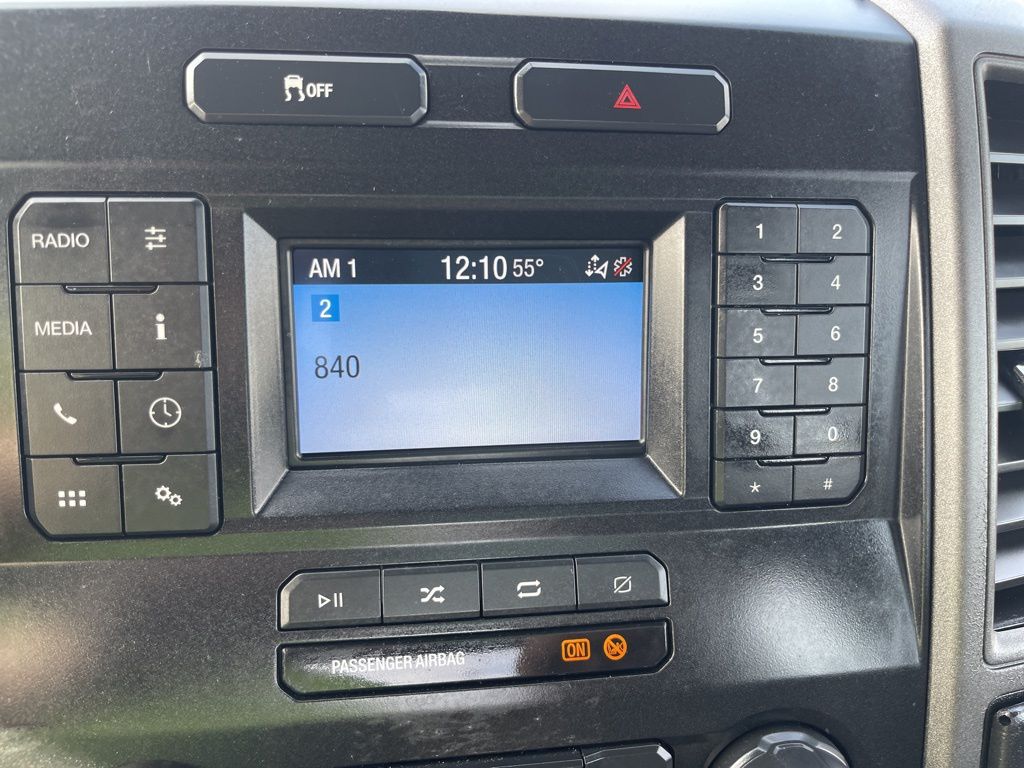 OFF
RADIO
MEDIA
AM 1 12:10 55°
2
840
1 2
3 4
5 6
7 8
9 0
* #
PASSENGER AIRBAG ON